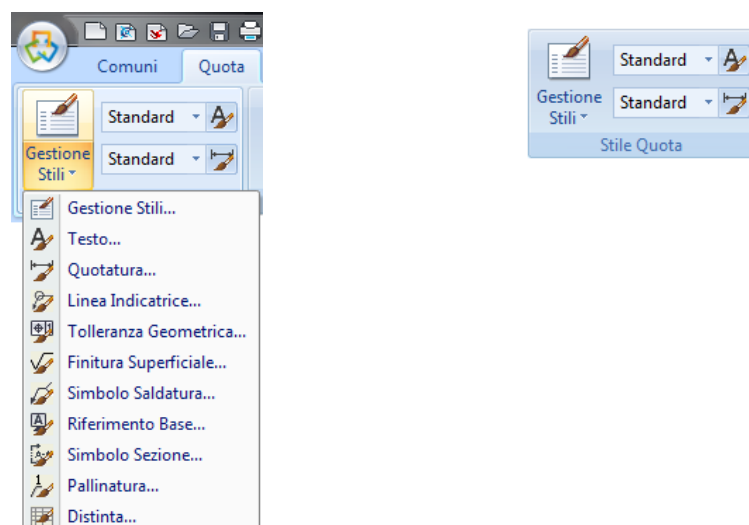 Comuni Quota
Standard
Gestione Stili
Standard
Gestione Stili...
Testo...
Quotatura...
Linea Indicatrice...
Tolleranza Geometrica...
Finitura Superficiale...
Simbolo Saldatura...
Riferimento Base...
Simbolo Sezione...
Pallinatura...
Distinta...
Standard
Gestione Stili
Standard
Stile Quota